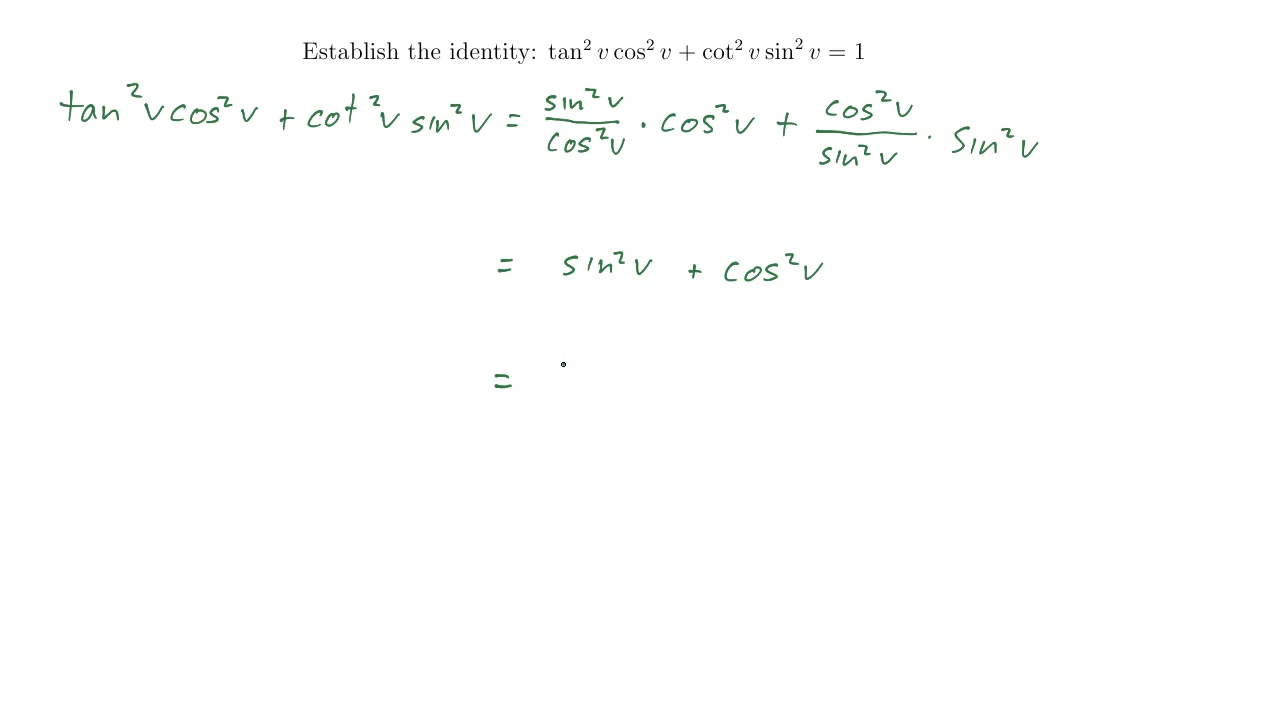 Establish the identity: tan² v cos² v + cot² v sin² v = 1
tan² v cos² v + cot² v sin² v = sin² v / cos² v · cos² v + cos² v / sin² v · sin² v
= sin² v + cos² v
=